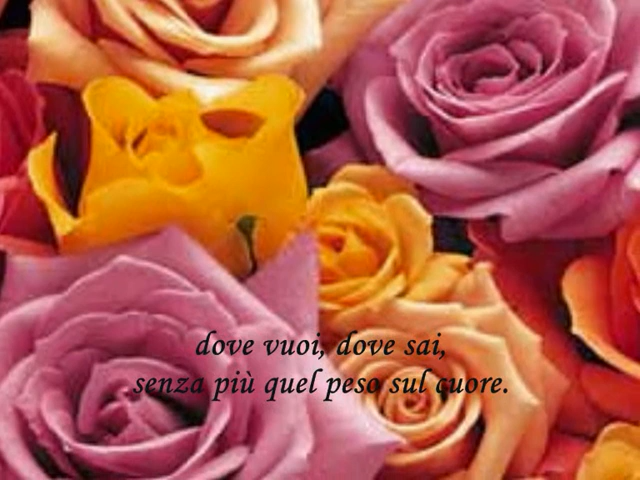 dove vuoi, dove sai,
senza più quel peso sul cuore.